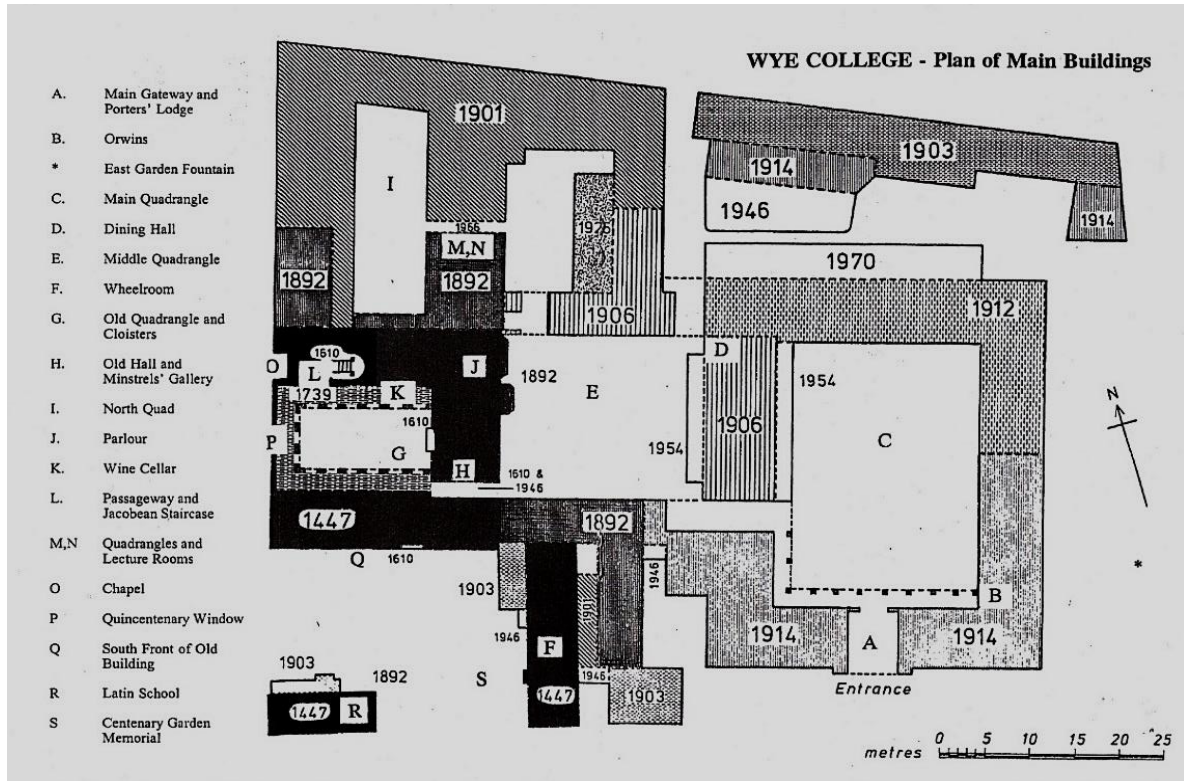 WYE COLLEGE - Plan of Main Buildings
A. Main Gateway and
Porters' Lodge
B. Orwins
* East Garden Fountain
C. Main Quadrangle
D. Dining Hall
E. Middle Quadrangle
F. Wheelroom
G. Old Quadrangle and
Cloisters
H. Old Hall and
Minstrels' Gallery
I. North Quad
J. Parlour
K. Wine Cellar
L. Passageway and
Jacobean Staircase
M,N Quadrangles and
Lecture Rooms
O Chapel
P Quincentenary Window
Q South Front of Old
Building
R Latin School
S Centenary Garden
Memorial
1901
1903
1914
I
1946
1914
M,N
1892
1892
1970
1906
1912
1610
O
L
J
D
1892
1739
K
E
1954
1610
1906
C
P
G
1954
H
1610 &
1946
N
1447
1892
Q
1610
1903
1946
*
B
1946
F
1914
A
1914
1903
1892
S
1946
Entrance
1447
R
1447
1903
metres
0 5 10 15 20 25